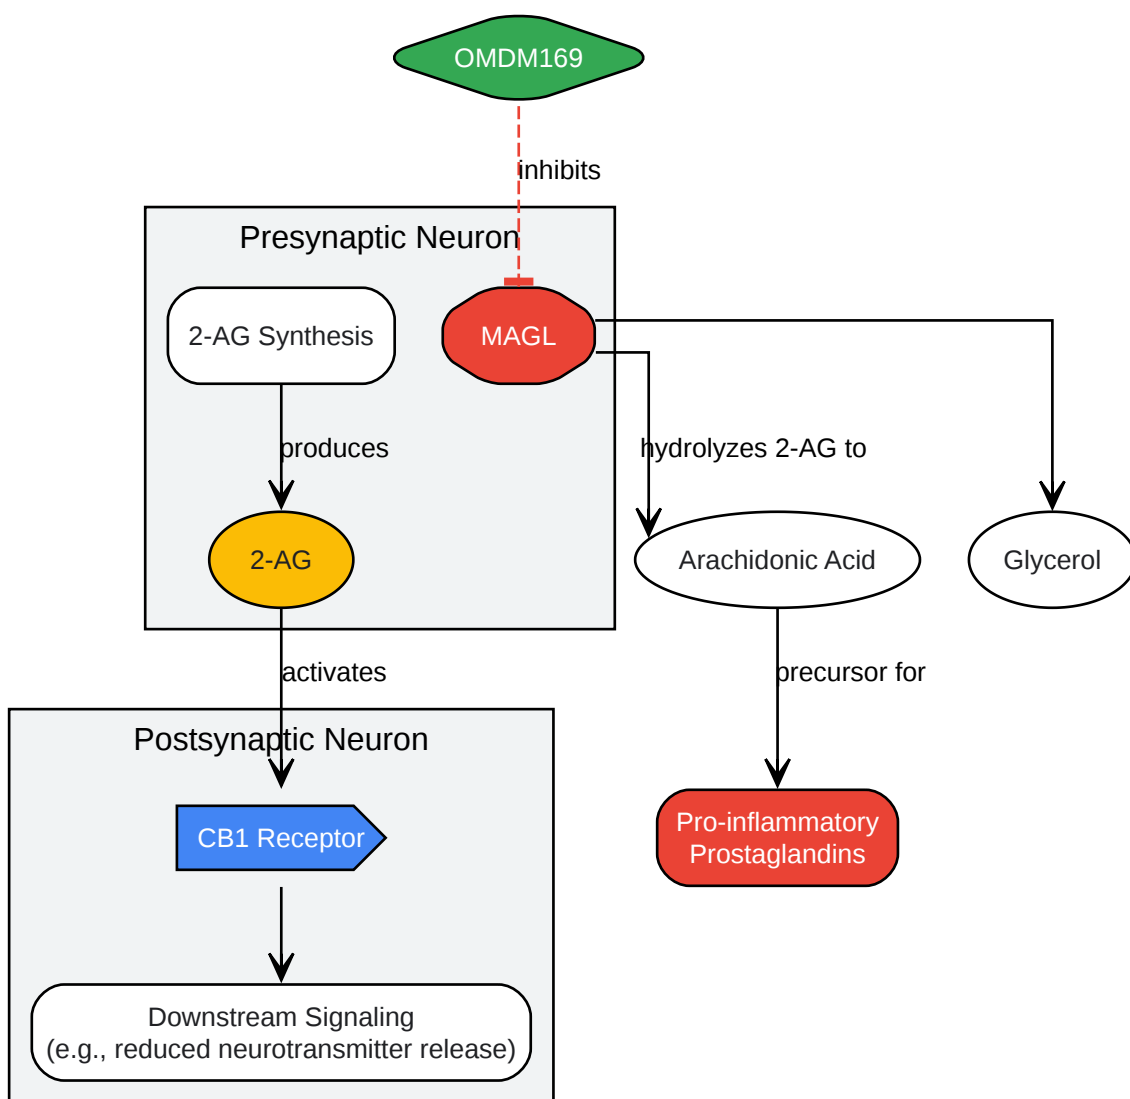 OMDM169
inhibits
Presynaptic Neuron
2-AG Synthesis
MAGL
produces
hydrolyzes 2-AG to
2-AG
Arachidonic Acid
Glycerol
activates
precursor for
Postsynaptic Neuron
CB1 Receptor
Pro-inflammatory
Prostaglandins
Downstream Signaling
(e.g., reduced neurotransmitter release)